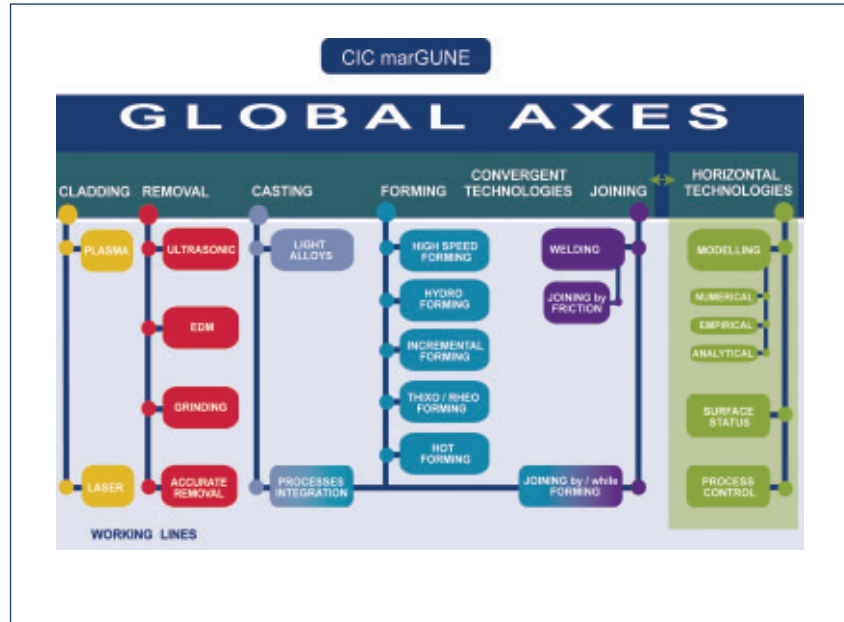 CIC marGUNE
GLOBAL AXES
CLADDING
REMOVAL
CASTING
FORMING
CONVERGENT
TECHNOLOGIES
JOINING
HORIZONTAL
TECHNOLOGIES
PLASMA
LASER
ULTRASONIC
EDM
GRINDING
ACCURATE
REMOVAL
LIGHT
ALLOYS
PROCESSES
INTEGRATION
HIGH SPEED
FORMING
HYDRO
FORMING
INCREMENTAL
FORMING
THIXO / RHEO
FORMING
HOT
FORMING
WELDING
JOINING by
FRICTION
JOINING by / while
FORMING
MODELLING
NUMERICAL
EMPIRICAL
ANALYTICAL
SURFACE
STATUS
PROCESS
CONTROL
WORKING LINES